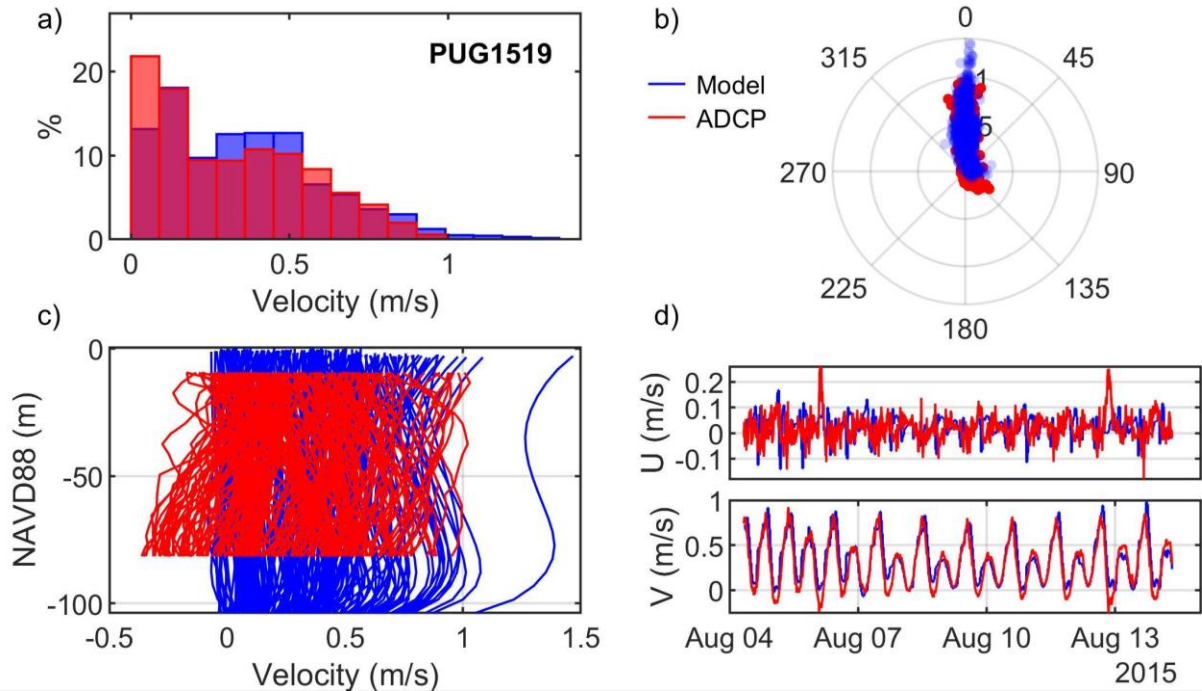 a)
PUG1519
20
10
0
%
0
0.5
1
Velocity (m/s)
b)
0
45
90
135
180
225
270
315
1
5
Model
ADCP
c)
0
-50
-100
NAVD88 (m)
-0.5
0
0.5
1
1.5
Velocity (m/s)
d)
0.2
0.1
0
-0.1
U (m/s)
1
0.5
0
V (m/s)
Aug 04
Aug 07
Aug 10
Aug 13
2015